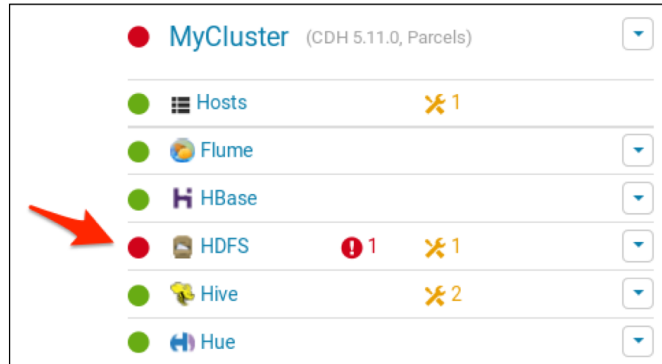 MyCluster (CDH 5.11.0, Parcels)
Hosts 1
Flume
HBase
HDFS 1 1
Hive 2
Hue